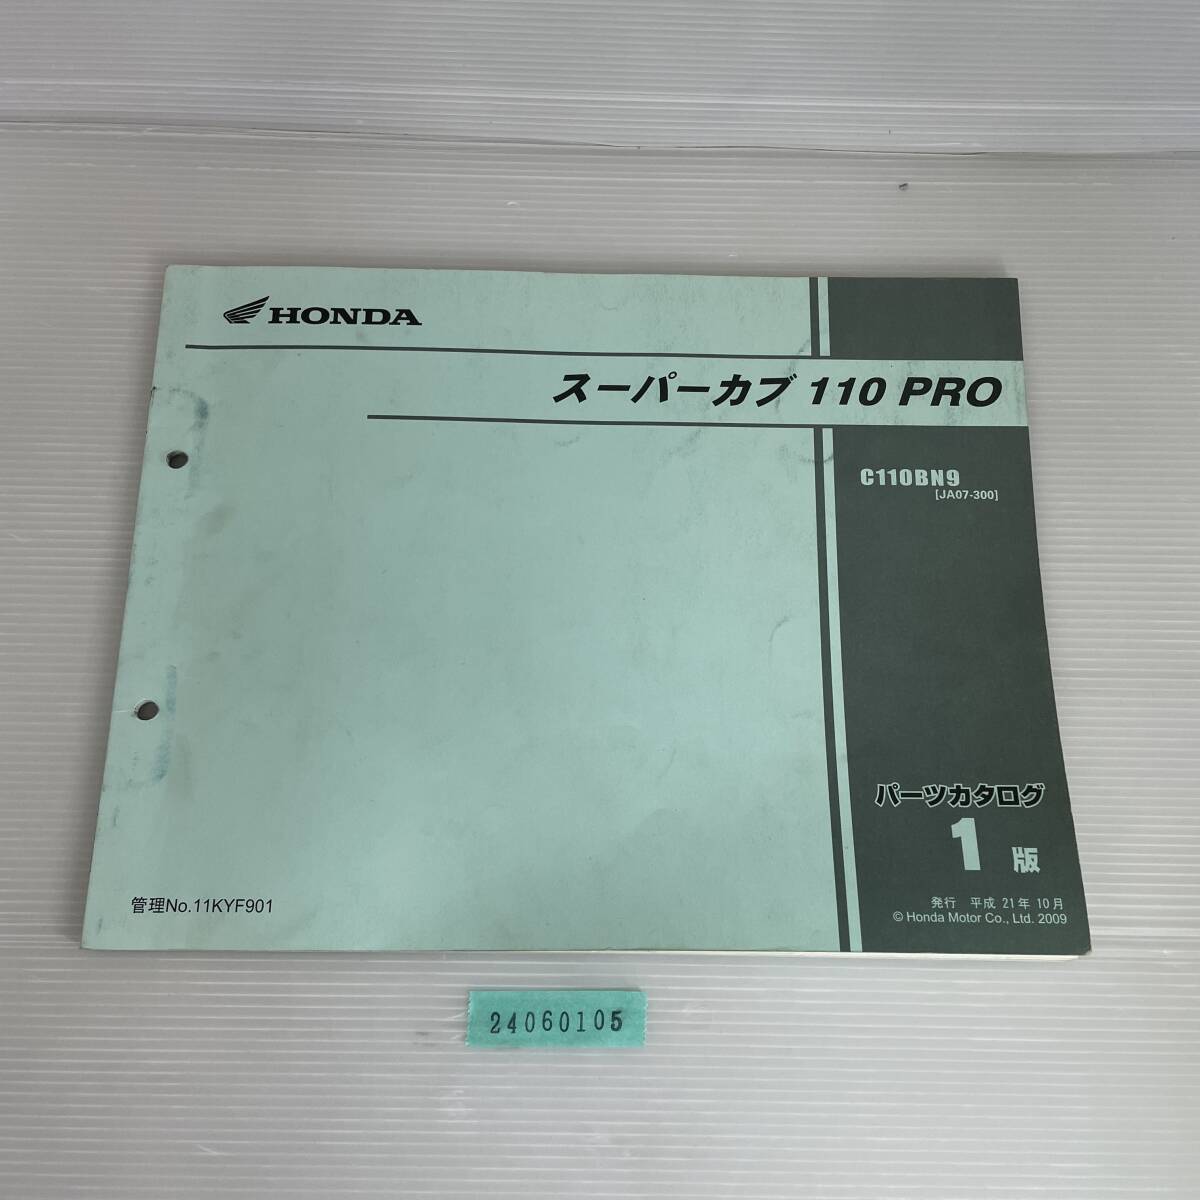 HONDA
スーパーカブ 110 PRO
C110BN9
[JA07-300]
パーツカタログ
1 版
発行 平成 21年 10月
© Honda Motor Co., Ltd. 2009
管理No.11KYF901
24060105